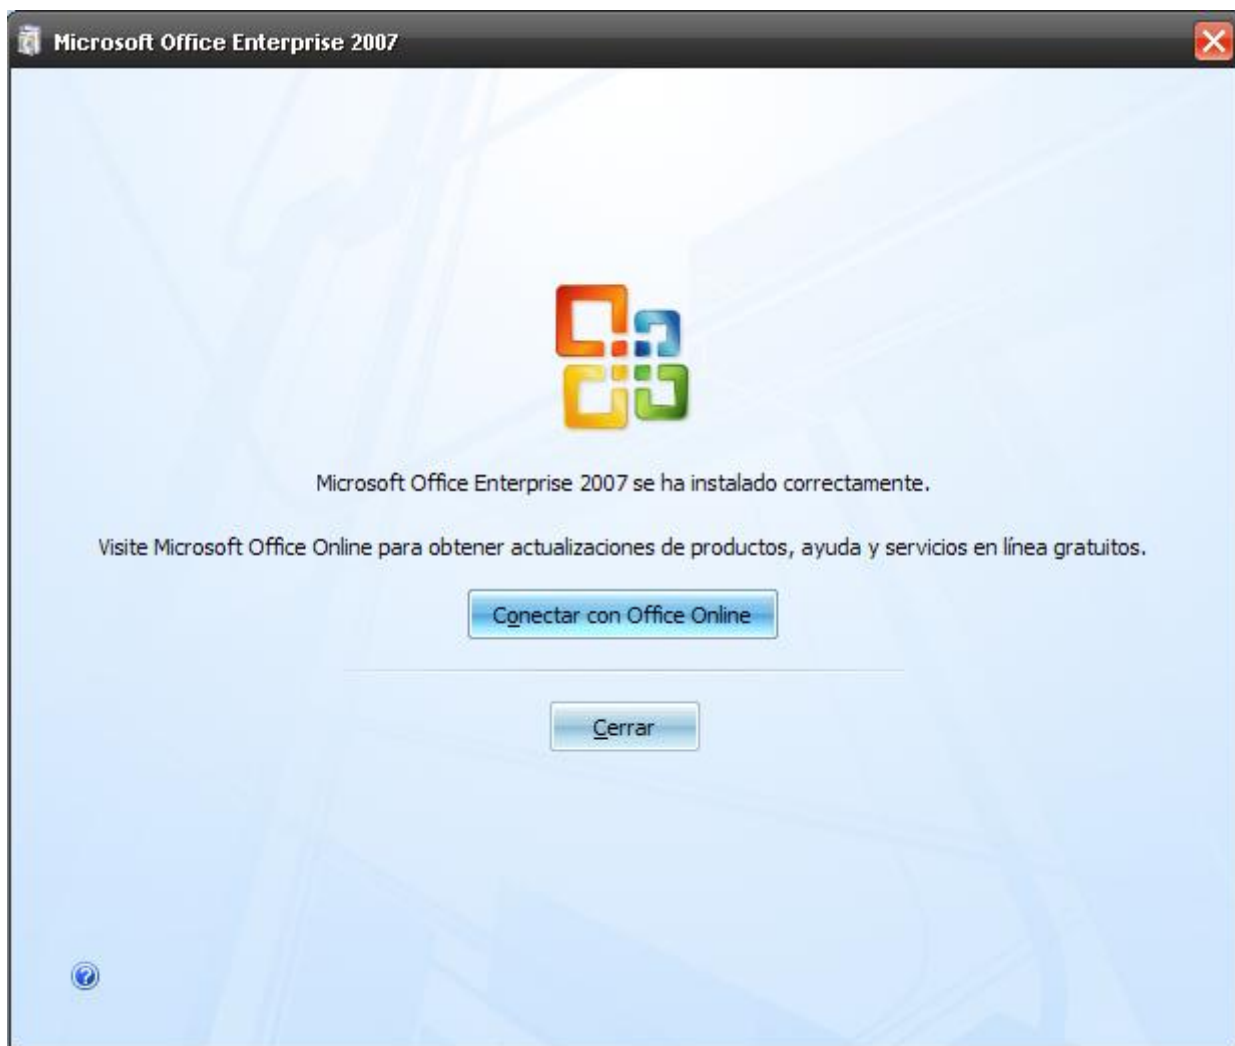 Microsoft Office Enterprise 2007
Microsoft Office Enterprise 2007 se ha instalado correctamente.
Visite Microsoft Office Online para obtener actualizaciones de productos, ayuda y servicios en línea gratuitos.
Conectar con Office Online
Cerrar